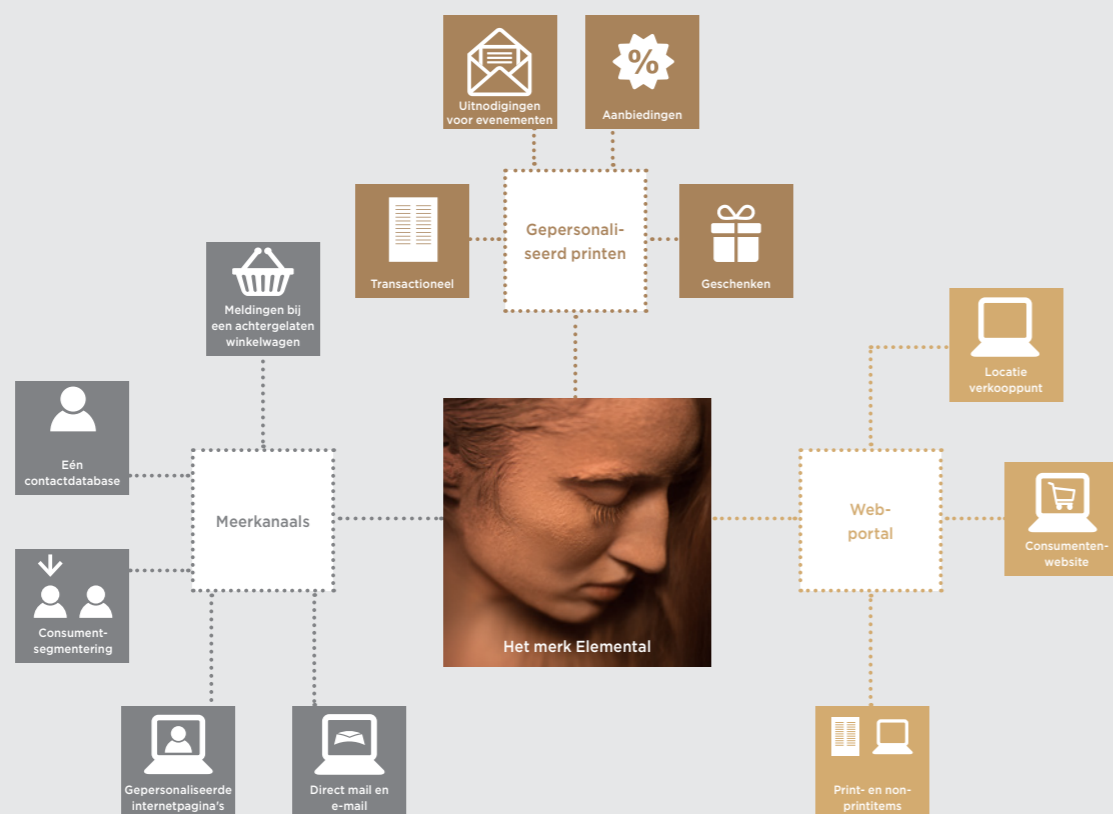 Uitnodigingen
voor evenementen
%
Aanbiedingen
Gepersonali-
seerd printen
Transactioneel
Geschenken
Meldingen bij
een achtergelaten
winkelwagen
Locatie
verkooppunt
Eén
contactdatabase
Meerkanaals
Web-
portal
Consumenten-
website
Consument-
segmentering
Het merk Elemental
Gepersonaliseerde
internetpagina's
Direct mail en
e-mail
Print- en non-
printitems